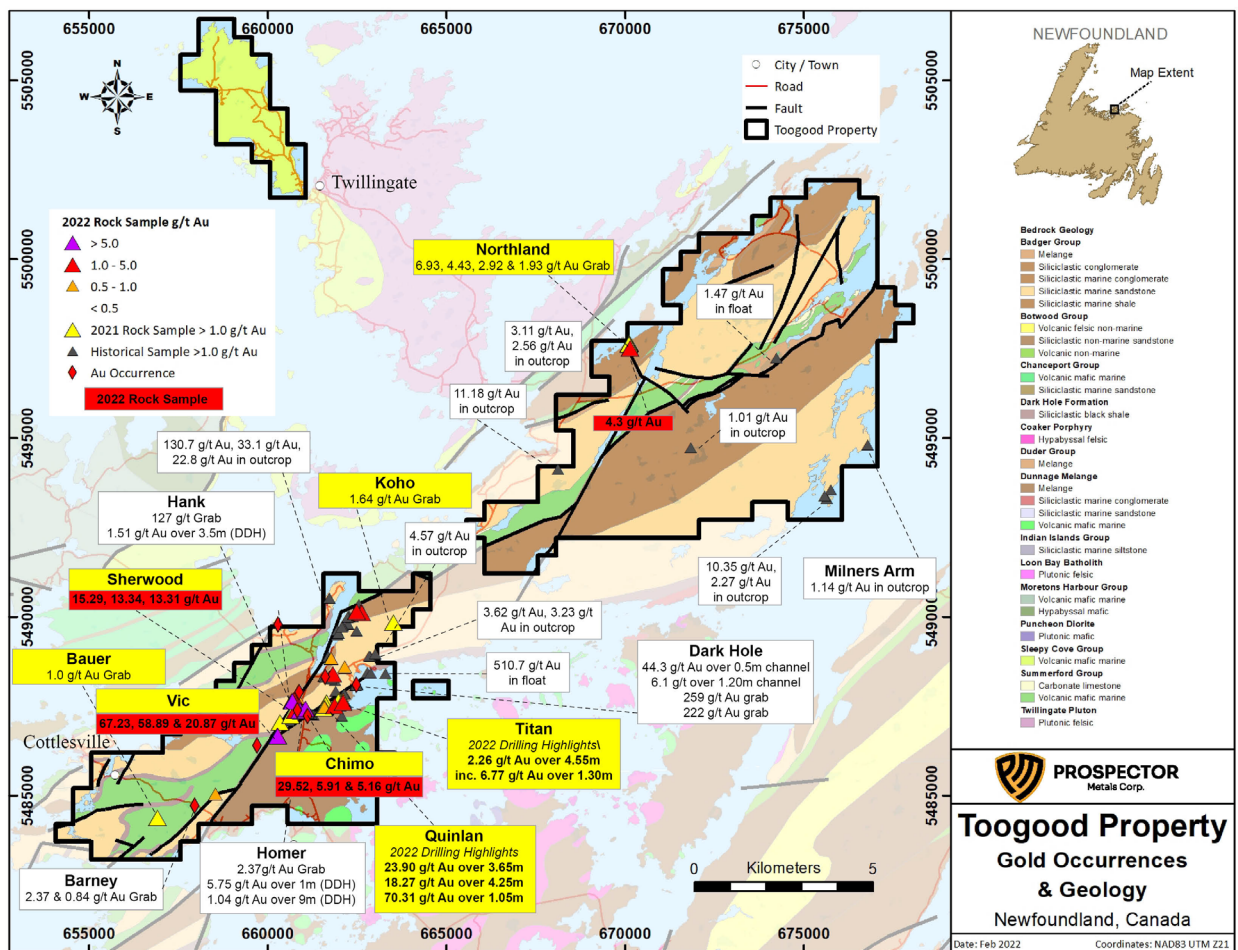 655000
660000
665000
670000
675000
5505000
5500000
5495000
5490000
5485000
5505000
5500000
5495000
5490000
5485000
N
W
E
S
City / Town
Road
Fault
Toogood Property
Twillingate
2022 Rock Sample g/t Au
> 5.0
1.0 - 5.0
0.5 - 1.0
< 0.5
2021 Rock Sample > 1.0 g/t Au
Historical Sample >1.0 g/t Au
Au Occurrence
2022 Rock Sample
Northland
6.93, 4.43, 2.92 & 1.93 g/t Au Grab
1.47 g/t Au
in float
3.11 g/t Au,
2.56 g/t Au
in outcrop
11.18 g/t Au
in outcrop
4.3 g/t Au
1.01 g/t Au
in outcrop
130.7 g/t Au, 33.1 g/t Au,
22.8 g/t Au in outcrop
Koho
1.64 g/t Au Grab
Hank
127 g/t Grab
1.51 g/t Au over 3.5m (DDH)
4.57 g/t Au
in outcrop
10.35 g/t Au,
2.27 g/t Au
in outcrop
Milners Arm
1.14 g/t Au in outcrop
Sherwood
15.29, 13.34, 13.31 g/t Au
3.62 g/t Au, 3.23 g/t
Au in outcrop
Bauer
1.0 g/t Au Grab
510.7 g/t Au
in float
Dark Hole
44.3 g/t Au over 0.5m channel
6.1 g/t over 1.20m channel
259 g/t Au grab
222 g/t Au grab
Vic
67.23, 58.89 & 20.87 g/t Au
Cottlesville
Titan
2022 Drilling Highlights\
2.26 g/t Au over 4.55m
inc. 6.77 g/t Au over 1.30m
Chimo
29.52, 5.91 & 5.16 g/t Au
Quinlan
2022 Drilling Highlights
23.90 g/t Au over 3.65m
18.27 g/t Au over 4.25m
70.31 g/t Au over 1.05m
Homer
2.37g/t Au Grab
5.75 g/t Au over 1m (DDH)
1.04 g/t Au over 9m (DDH)
Barney
2.37 & 0.84 g/t Au Grab
0 Kilometers 5
655000
660000
665000
670000
675000
NEWFOUNDLAND
Map Extent
Bedrock Geology
Badger Group
Melange
Siliciclastic conglomerate
Siliciclastic marine conglomerate
Siliciclastic marine sandstone
Siliciclastic marine shale
Botwood Group
Volcanic felsic non-marine
Siliciclastic non-marine sandstone
Volcanic non-marine
Chanceport Group
Volcanic mafic marine
Siliciclastic marine sandstone
Dark Hole Formation
Siliciclastic black shale
Coaker Porphyry
Hypabyssal felsic
Duder Group
Melange
Dunnage Melange
Melange
Siliciclastic marine conglomerate
Siliciclastic marine sandstone
Volcanic mafic marine
Indian Islands Group
Siliciclastic marine siltstone
Loon Bay Batholith
Plutonic felsic
Moretons Harbour Group
Volcanic mafic marine
Hypabyssal mafic
Puncheon Diorite
Plutonic mafic
Sleepy Cove Group
Volcanic mafic marine
Summerford Group
Carbonate limestone
Volcanic mafic marine
Twillingate Pluton
Plutonic felsic
PROSPECTOR
Metals Corp.
Toogood Property
Gold Occurrences
& Geology
Newfoundland, Canada
Date: Feb 2022
Coordinates: NAD83 UTM Z21